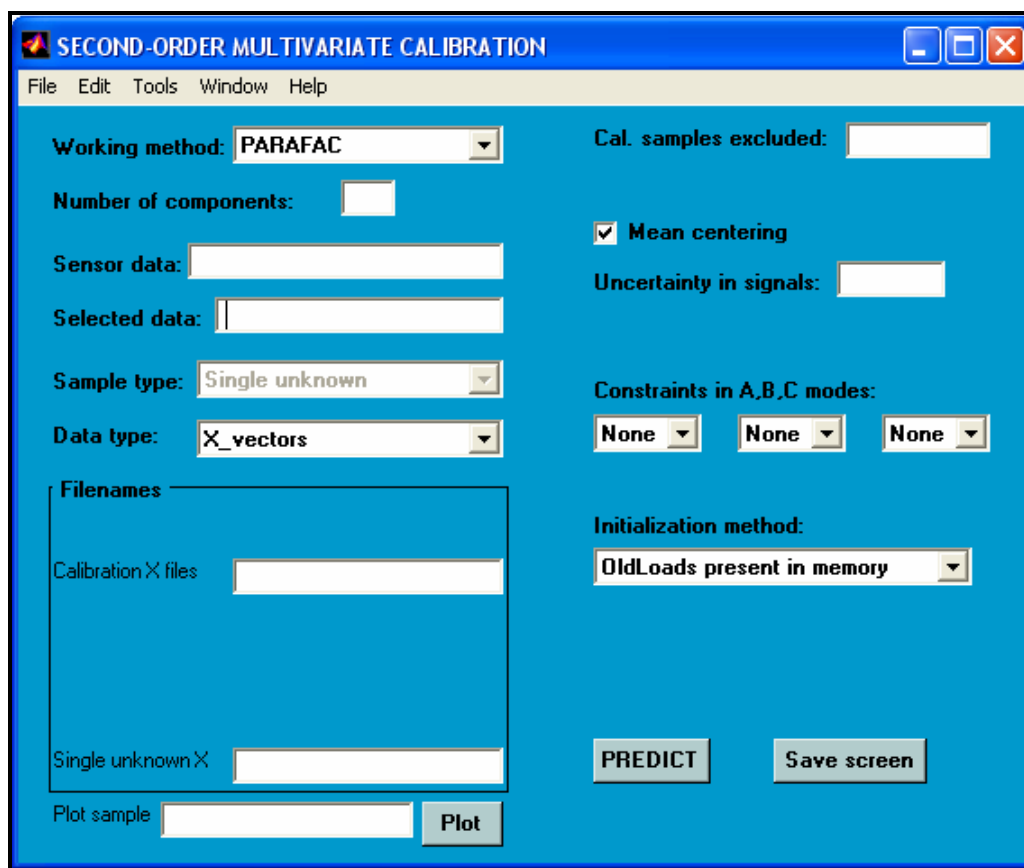 SECOND-ORDER MULTIVARIATE CALIBRATION
File Edit Tools Window Help
Working method: PARAFAC
Number of components:
Sensor data:
Selected data:
Sample type: Single unknown
Data type: X_vectors
Filenames
Calibration X files
Single unknown X
Plot sample
Plot
Cal. samples excluded:
Mean centering
Uncertainty in signals:
Constraints in A,B,C modes:
None None None
Initialization method:
OldLoads present in memory
PREDICT Save screen